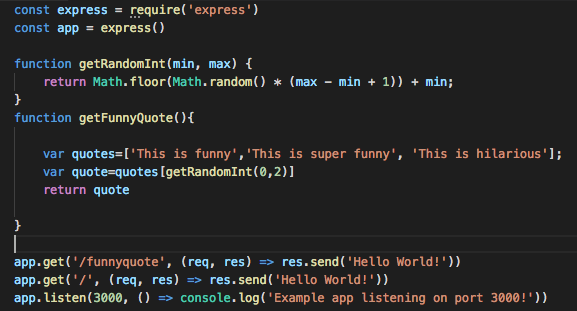 const express = require('express')
const app = express()
function getRandomInt(min, max) {
return Math.floor(Math.random() * (max - min + 1)) + min;
}
function getFunnyQuote(){
var quotes=['This is funny','This is super funny', 'This is hilarious'];
var quote=quotes[getRandomInt(0,2)]
return quote
}
app.get('/funnyquote', (req, res) => res.send('Hello World!'))
app.get('/', (req, res) => res.send('Hello World!'))
app.listen(3000, () => console.log('Example app listening on port 3000!'))